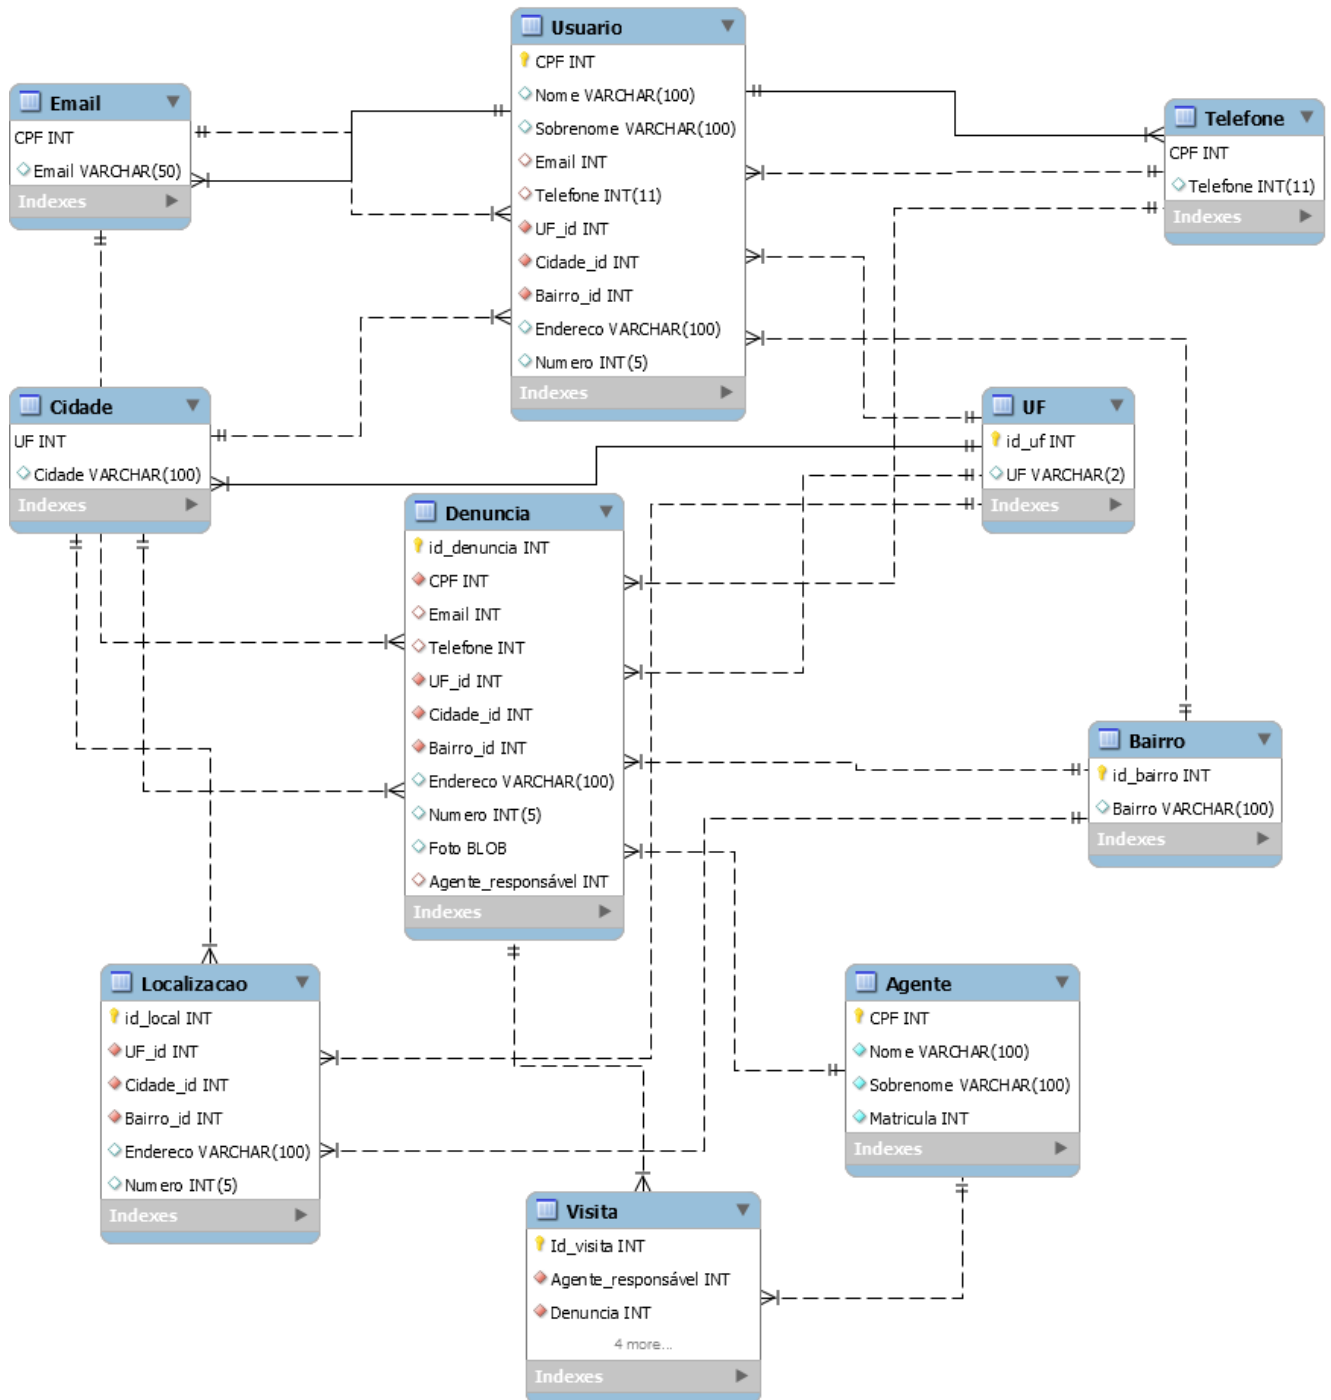 Usuario
CPF INT
Nome VARCHAR(100)
Sobrenome VARCHAR(100)
Email INT
Telefone INT(11)
UF_id INT
Cidade_id INT
Bairro_id INT
Endereco VARCHAR(100)
Numero INT(5)
Indexes
Email
CPF INT
Email VARCHAR(50)
Indexes
Telefone
CPF INT
Telefone INT(11)
Indexes
Cidade
UF INT
Cidade VARCHAR(100)
Indexes
UF
id_uf INT
UF VARCHAR(2)
Indexes
Denuncia
id_denuncia INT
CPF INT
Email INT
Telefone INT
UF_id INT
Cidade_id INT
Bairro_id INT
Endereco VARCHAR(100)
Numero INT(5)
Foto BLOB
Agente_responsável INT
Indexes
Bairro
id_bairro INT
Bairro VARCHAR(100)
Indexes
Localizacao
id_local INT
UF_id INT
Cidade_id INT
Bairro_id INT
Endereco VARCHAR(100)
Numero INT(5)
Indexes
Agente
CPF INT
Nome VARCHAR(100)
Sobrenome VARCHAR(100)
Matricula INT
Indexes
Visita
Id_visita INT
Agente_responsável INT
Denuncia INT
4 more...
Indexes